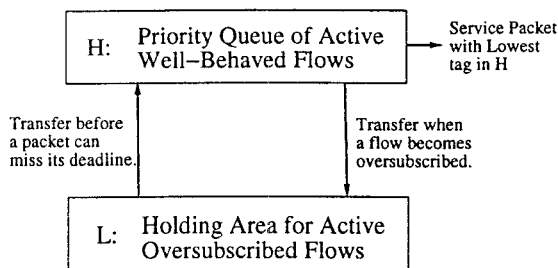 H: Priority Queue of Active
Well-Behaved Flows
Service Packet
with Lowest
tag in H
Transfer before
a packet can
miss its deadline.
Transfer when
a flow becomes
oversubscribed.
L: Holding Area for Active
Oversubscribed Flows